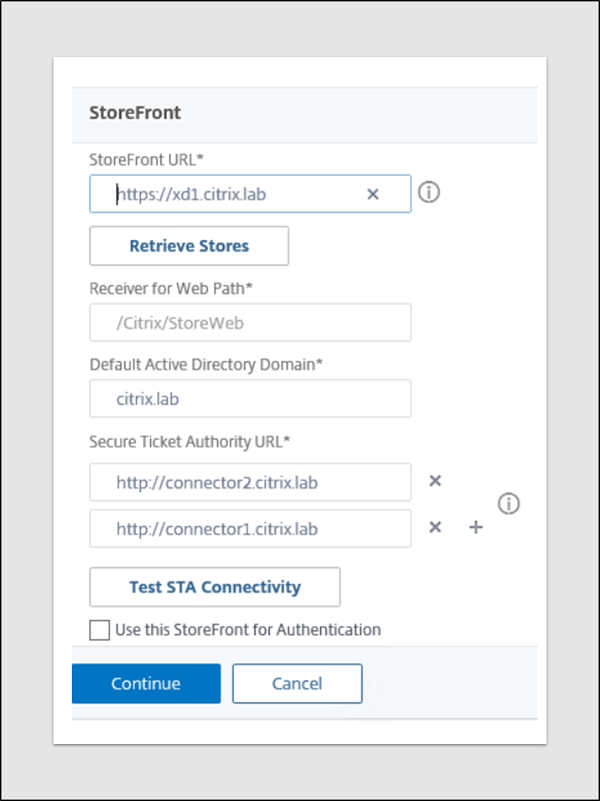 StoreFront
StoreFront URL*
https://xd1.citrix.lab
Retrieve Stores
Receiver for Web Path*
/Citrix/StoreWeb
Default Active Directory Domain*
citrix.lab
Secure Ticket Authority URL*
http://connector2.citrix.lab
http://connector1.citrix.lab
Test STA Connectivity
Use this StoreFront for Authentication
Continue Cancel